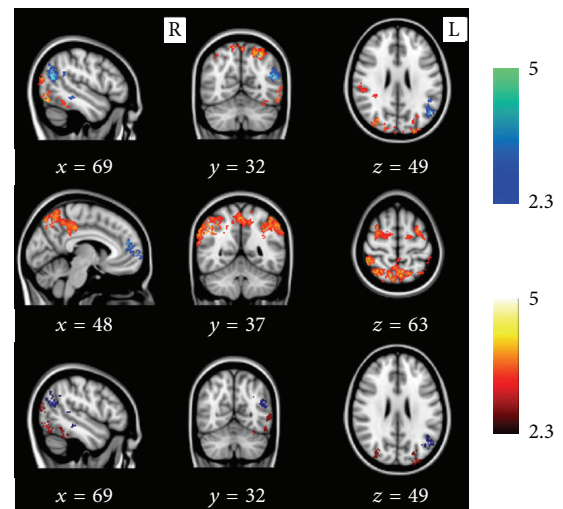 R
L
x = 69
y = 32
z = 49
x = 48
y = 37
z = 63
x = 69
y = 32
z = 49
5
2.3
5
2.3